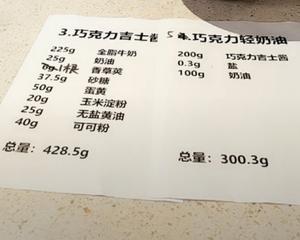 3.巧克力吉士酱
225g 全脂牛奶
25g 奶油
1根 香草荚
37.5g 砂糖
50g 蛋黄
20g 玉米淀粉
25g 无盐黄油
40g 可可粉
总量: 428.5g
5 4.巧克力轻奶油
200g 巧克力吉士酱
0.3g 盐
100g 奶油
总量: 300.3g